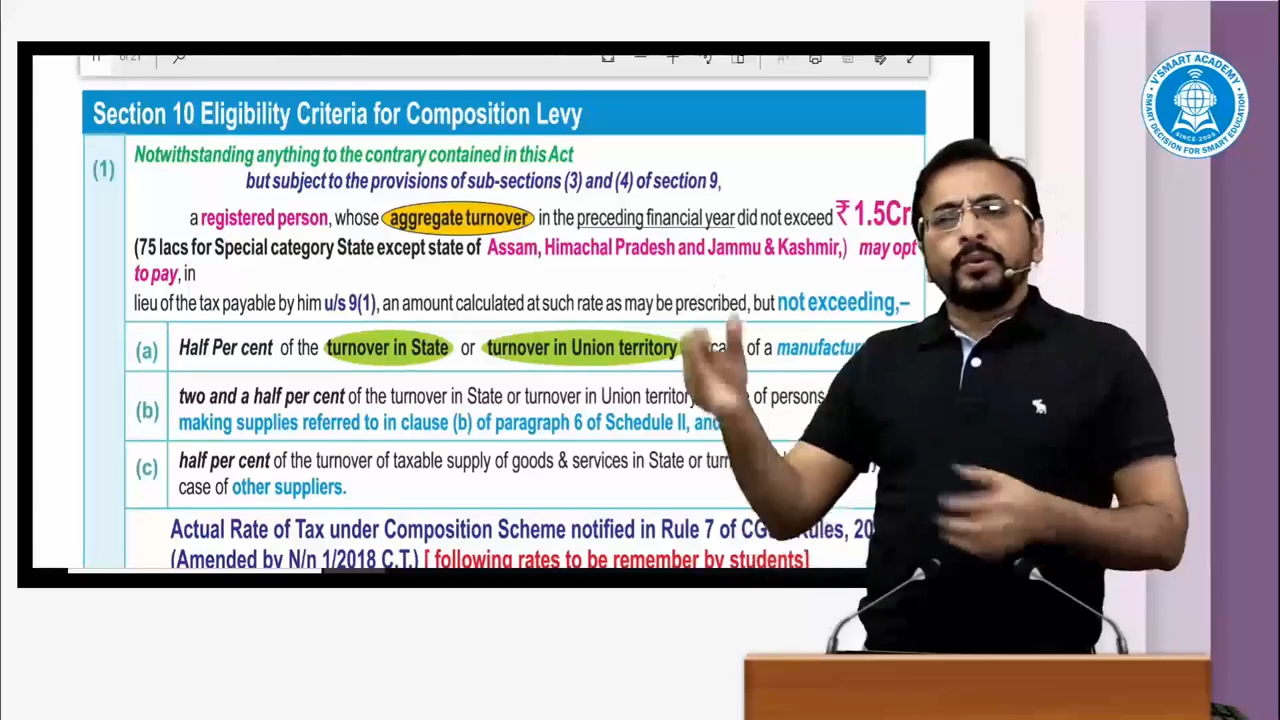 of 21
Section 10 Eligibility Criteria for Composition Levy
(1) Notwithstanding anything to the contrary contained in this Act
but subject to the provisions of sub-sections (3) and (4) of section 9,
a registered person, whose aggregate turnover in the preceding financial year did not exceed ₹ 1.5Cr
(75 lacs for Special category State except state of Assam, Himachal Pradesh and Jammu & Kashmir,) may opt
to pay, in
lieu of the tax payable by him u/s 9(1), an amount calculated at such rate as may be prescribed, but not exceeding,–
(a) Half Per cent of the turnover in State or turnover in Union territory of a
(b) two and a half per cent of the turnover in State or turnover in Union of persons
making supplies referred to in clause (b) of paragraph 6 of Schedule II, and
(c) half per cent of the turnover of taxable supply of goods & services in State or
case of other suppliers.
Actual Rate of Tax under Composition Scheme notified in Rule 7 of
(Amended by N/n 1/2018 C.T.) [ following rates to be remember by students]
V'SMART ACADEMY
SMART DECISION FOR SMART EDUCATION
SINCE-2005